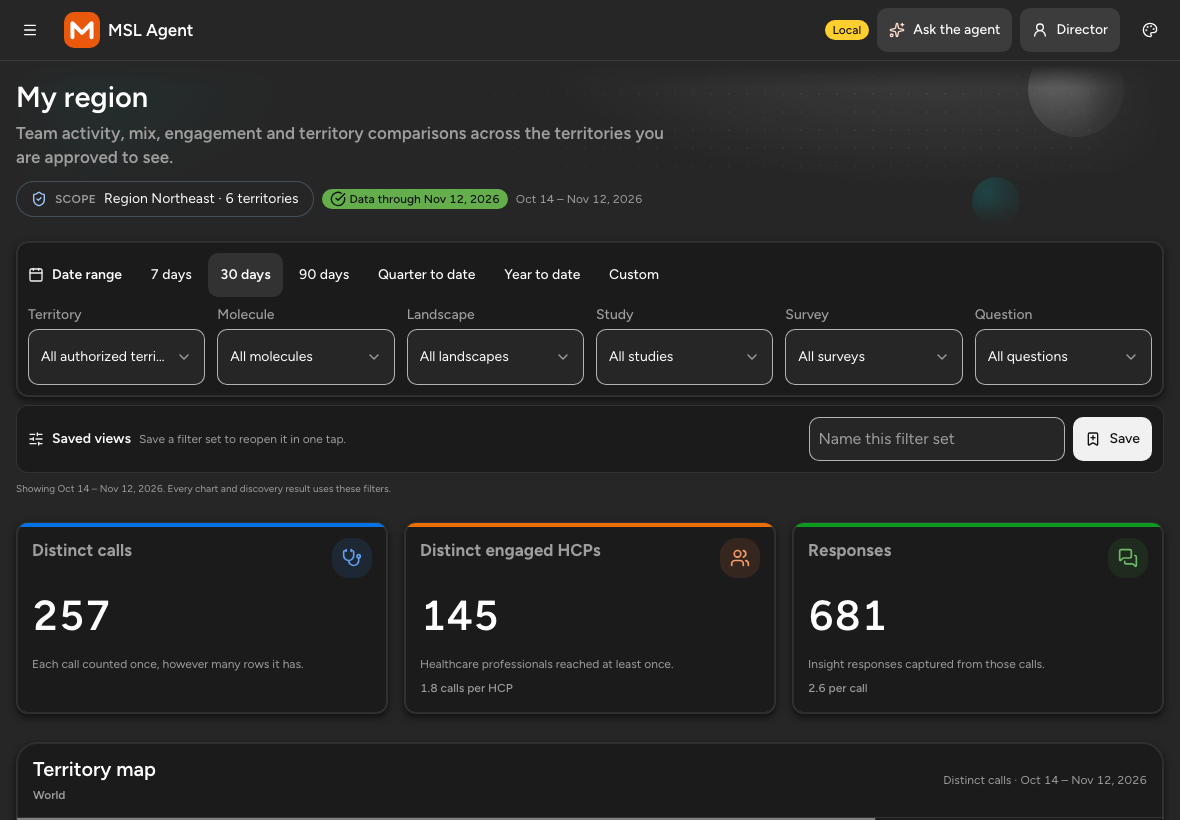 MSL Agent
Local
Ask the agent
Director
My region
Team activity, mix, engagement and territory comparisons across the territories you
are approved to see.
SCOPE Region Northeast · 6 territories
Data through Nov 12, 2026
Oct 14 – Nov 12, 2026
Date range
7 days
30 days
90 days
Quarter to date
Year to date
Custom
Territory
Molecule
Landscape
Study
Survey
Question
All authorized terri...
All molecules
All landscapes
All studies
All surveys
All questions
Saved views
Save a filter set to reopen it in one tap.
Name this filter set
Save
Showing Oct 14 – Nov 12, 2026. Every chart and discovery result uses these filters.
Distinct calls
257
Each call counted once, however many rows it has.
Distinct engaged HCPs
145
Healthcare professionals reached at least once.
1.8 calls per HCP
Responses
681
Insight responses captured from those calls.
2.6 per call
Territory map
World
Distinct calls · Oct 14 – Nov 12, 2026